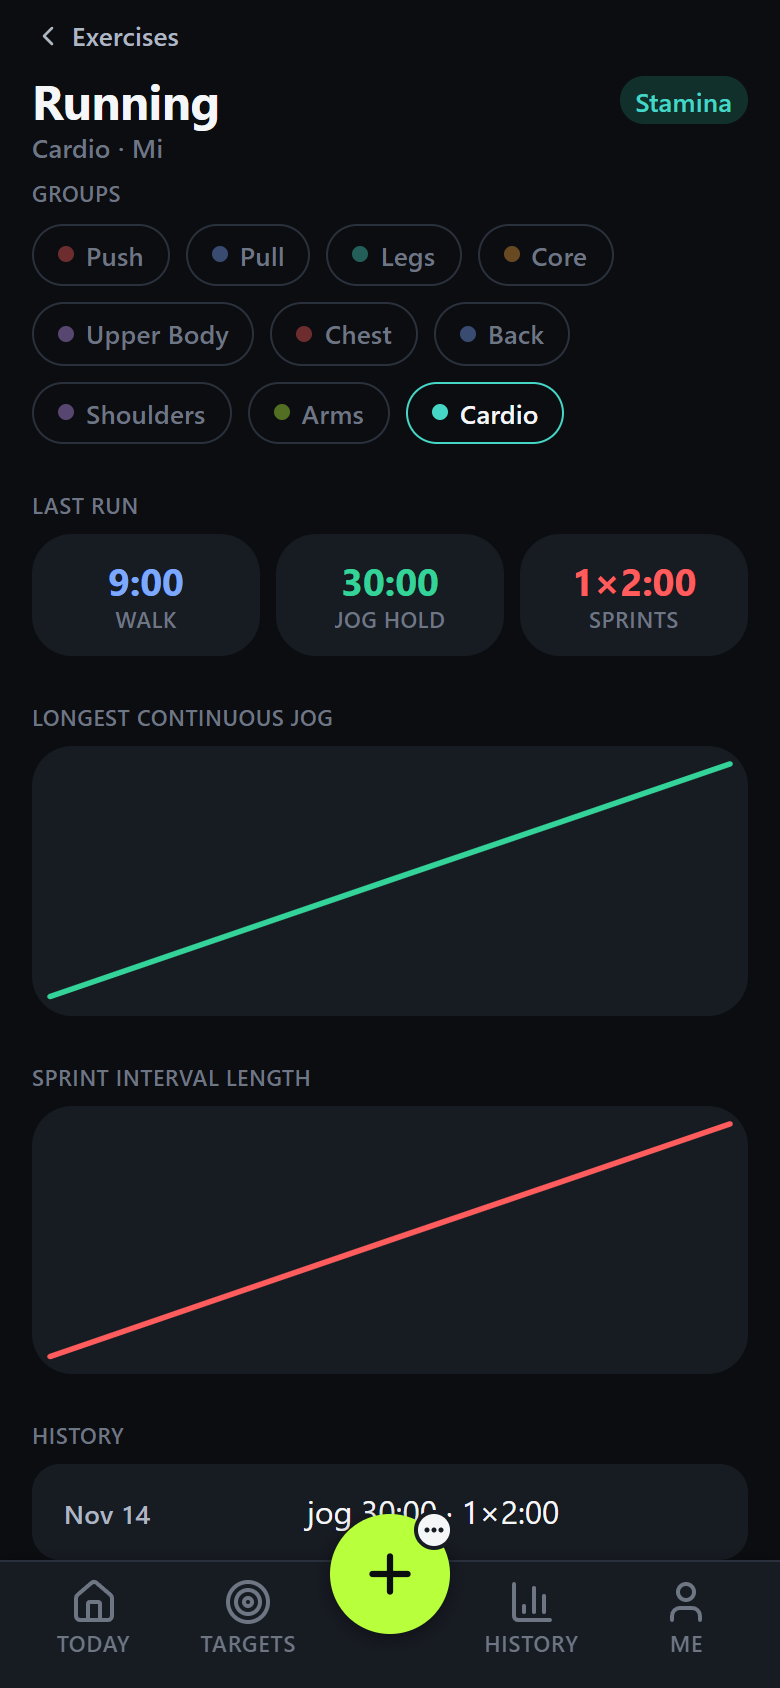 Exercises
Running
Stamina
Cardio · Mi
GROUPS
Push Pull Legs Core
Upper Body Chest Back
Shoulders Arms Cardio
LAST RUN
9:00 30:00 1×2:00
WALK JOG HOLD SPRINTS
LONGEST CONTINUOUS JOG
SPRINT INTERVAL LENGTH
HISTORY
Nov 14 jog 30:00 · 1×2:00
TODAY TARGETS HISTORY ME